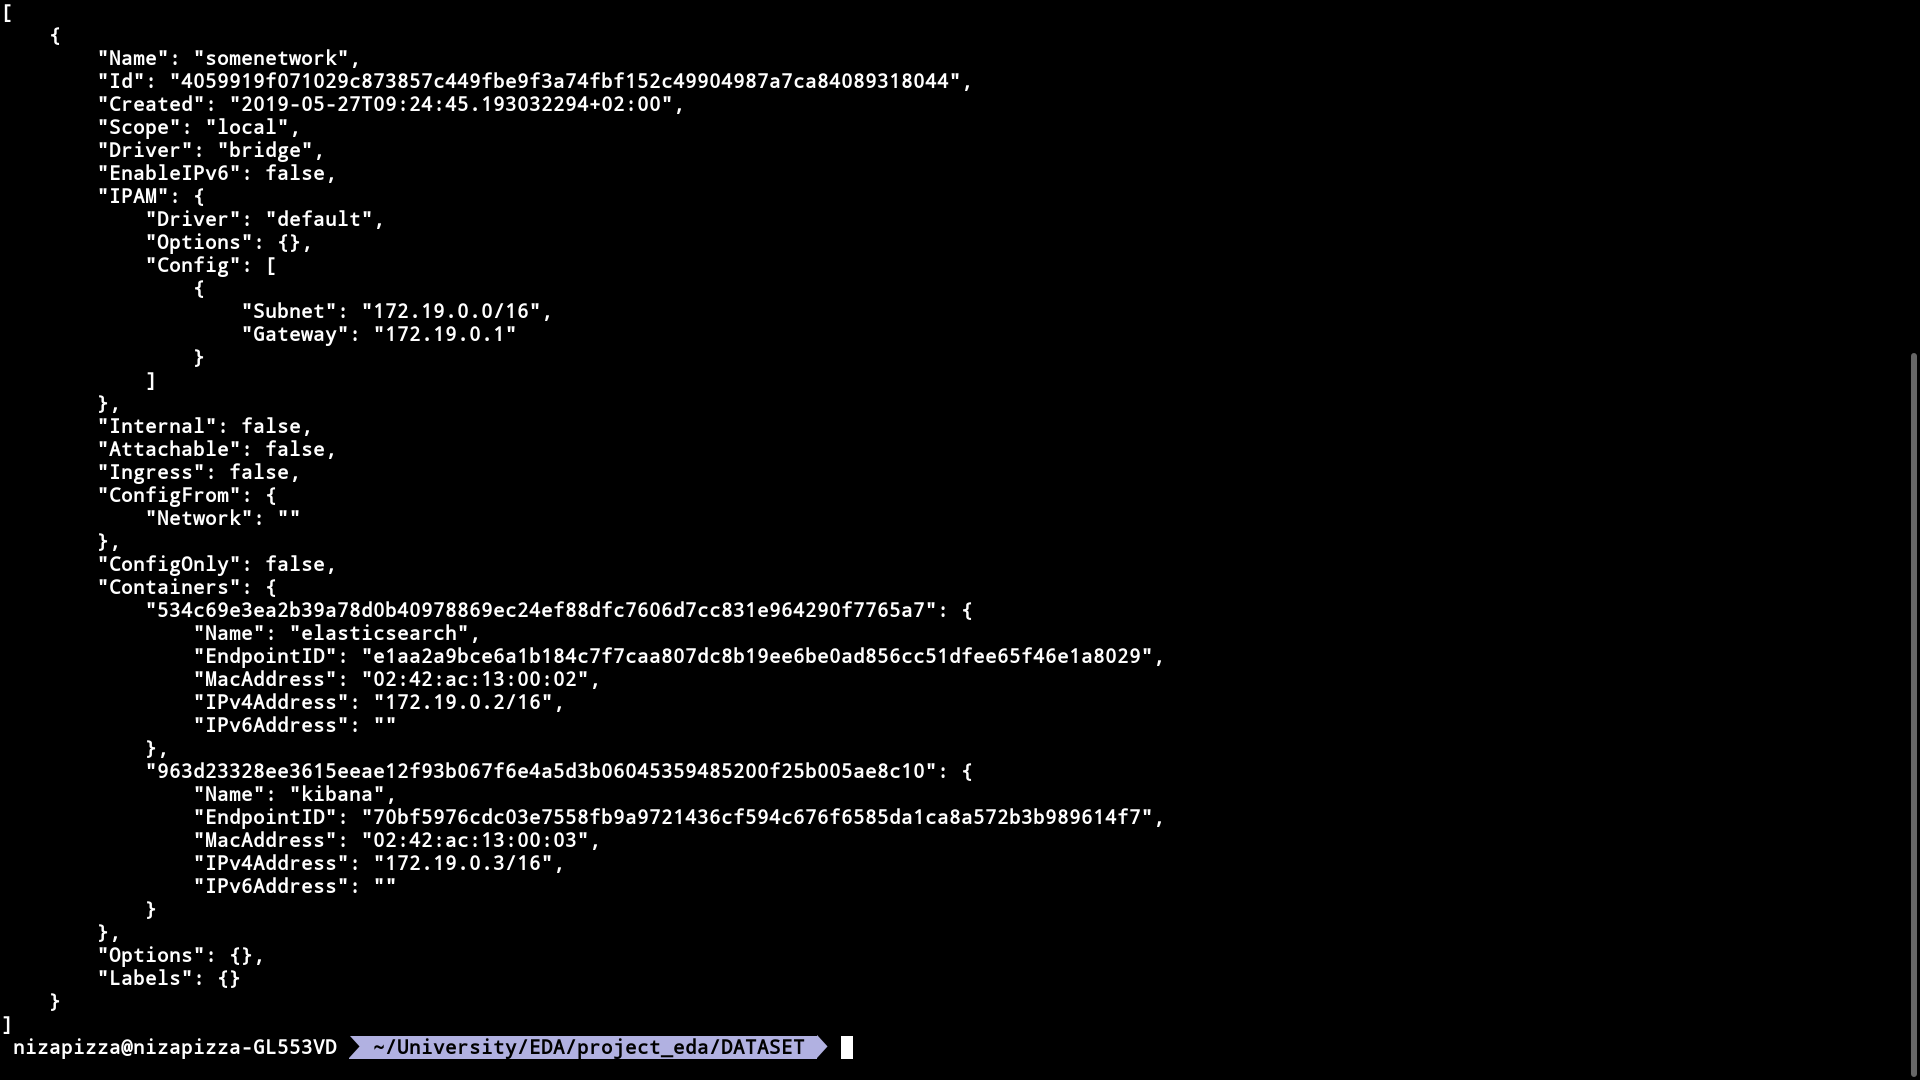 [
    {
        "Name": "somenetwork",
        "Id": "4059919f071029c873857c449fbe9f3a74fbf152c49904987a7ca84089318044",
        "Created": "2019-05-27T09:24:45.193032294+02:00",
        "Scope": "local",
        "Driver": "bridge",
        "EnableIPv6": false,
        "IPAM": {
            "Driver": "default",
            "Options": {},
            "Config": [
                {
                    "Subnet": "172.19.0.0/16",
                    "Gateway": "172.19.0.1"
                }
            ]
        },
        "Internal": false,
        "Attachable": false,
        "Ingress": false,
        "ConfigFrom": {
            "Network": ""
        },
        "ConfigOnly": false,
        "Containers": {
            "534c69e3ea2b39a78d0b40978869ec24ef88dfc7606d7cc831e964290f7765a7": {
                "Name": "elasticsearch",
                "EndpointID": "e1aa2a9bce6a1b184c7f7caa807dc8b19ee6be0ad856cc51dfee65f46e1a8029",
                "MacAddress": "02:42:ac:13:00:02",
                "IPv4Address": "172.19.0.2/16",
                "IPv6Address": ""
            },
            "963d23328ee3615eeae12f93b067f6e4a5d3b06045359485200f25b005ae8c10": {
                "Name": "kibana",
                "EndpointID": "70bf5976cdc03e7558fb9a9721436cf594c676f6585da1ca8a572b3b989614f7",
                "MacAddress": "02:42:ac:13:00:03",
                "IPv4Address": "172.19.0.3/16",
                "IPv6Address": ""
            }
        },
        "Options": {},
        "Labels": {}
    }
]
nizapizza@nizapizza-GL553VD ~/University/EDA/project_eda/DATASET